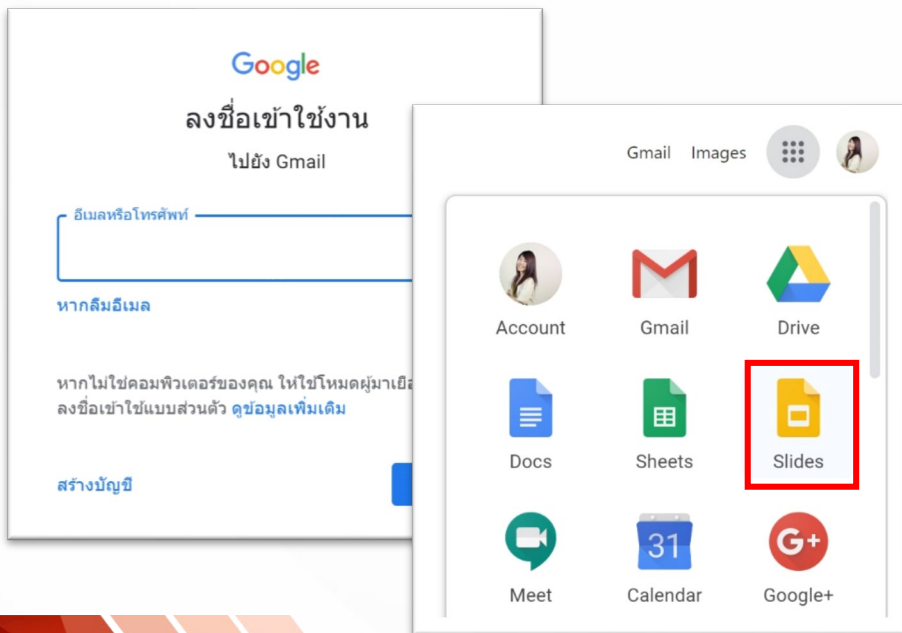 Google
ลงชื่อเข้าใช้งาน
ไปยัง Gmail
อีเมลหรือโทรศัพท์
หากลืมอีเมล
หากไม่ใช่คอมพิวเตอร์ของคุณ ให้ใช้โหมดผู้มาเยือ
ลงชื่อเข้าใช้แบบส่วนตัว ดูข้อมูลเพิ่มเติม
สร้างบัญชี
Gmail Images
Account Gmail Drive
Docs Sheets Slides
31
G+
Meet Calendar Google+